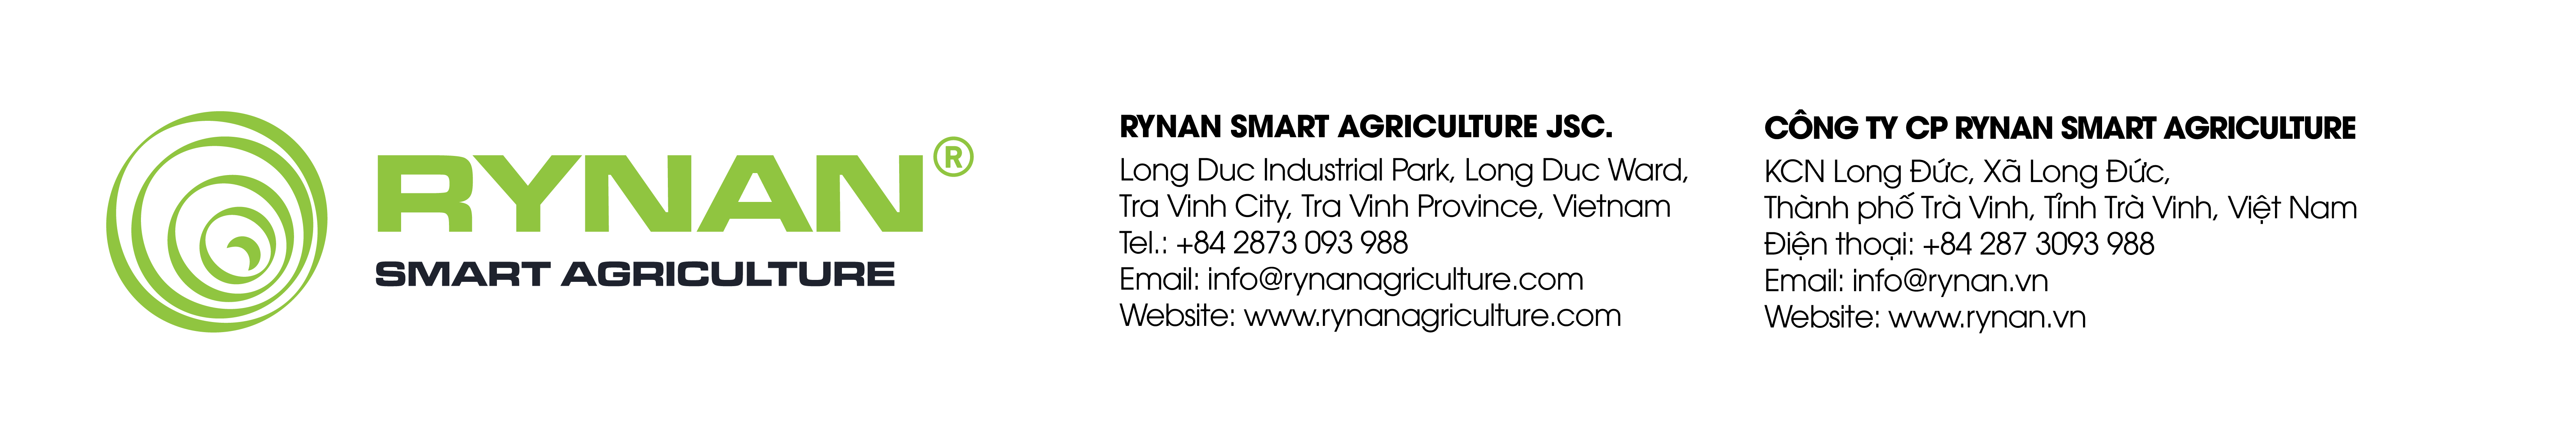 RYNAN®
SMART AGRICULTURE
RYNAN SMART AGRICULTURE JSC.
Long Duc Industrial Park, Long Duc Ward,
Tra Vinh City, Tra Vinh Province, Vietnam
Tel.: +84 2873 093 988
Email: info@rynanagriculture.com
Website: www.rynanagriculture.com
CÔNG TY CP RYNAN SMART AGRICULTURE
KCN Long Đức, Xã Long Đức,
Thành phố Trà Vinh, Tỉnh Trà Vinh, Việt Nam
Điện thoại: +84 287 3093 988
Email: info@rynan.vn
Website: www.rynan.vn